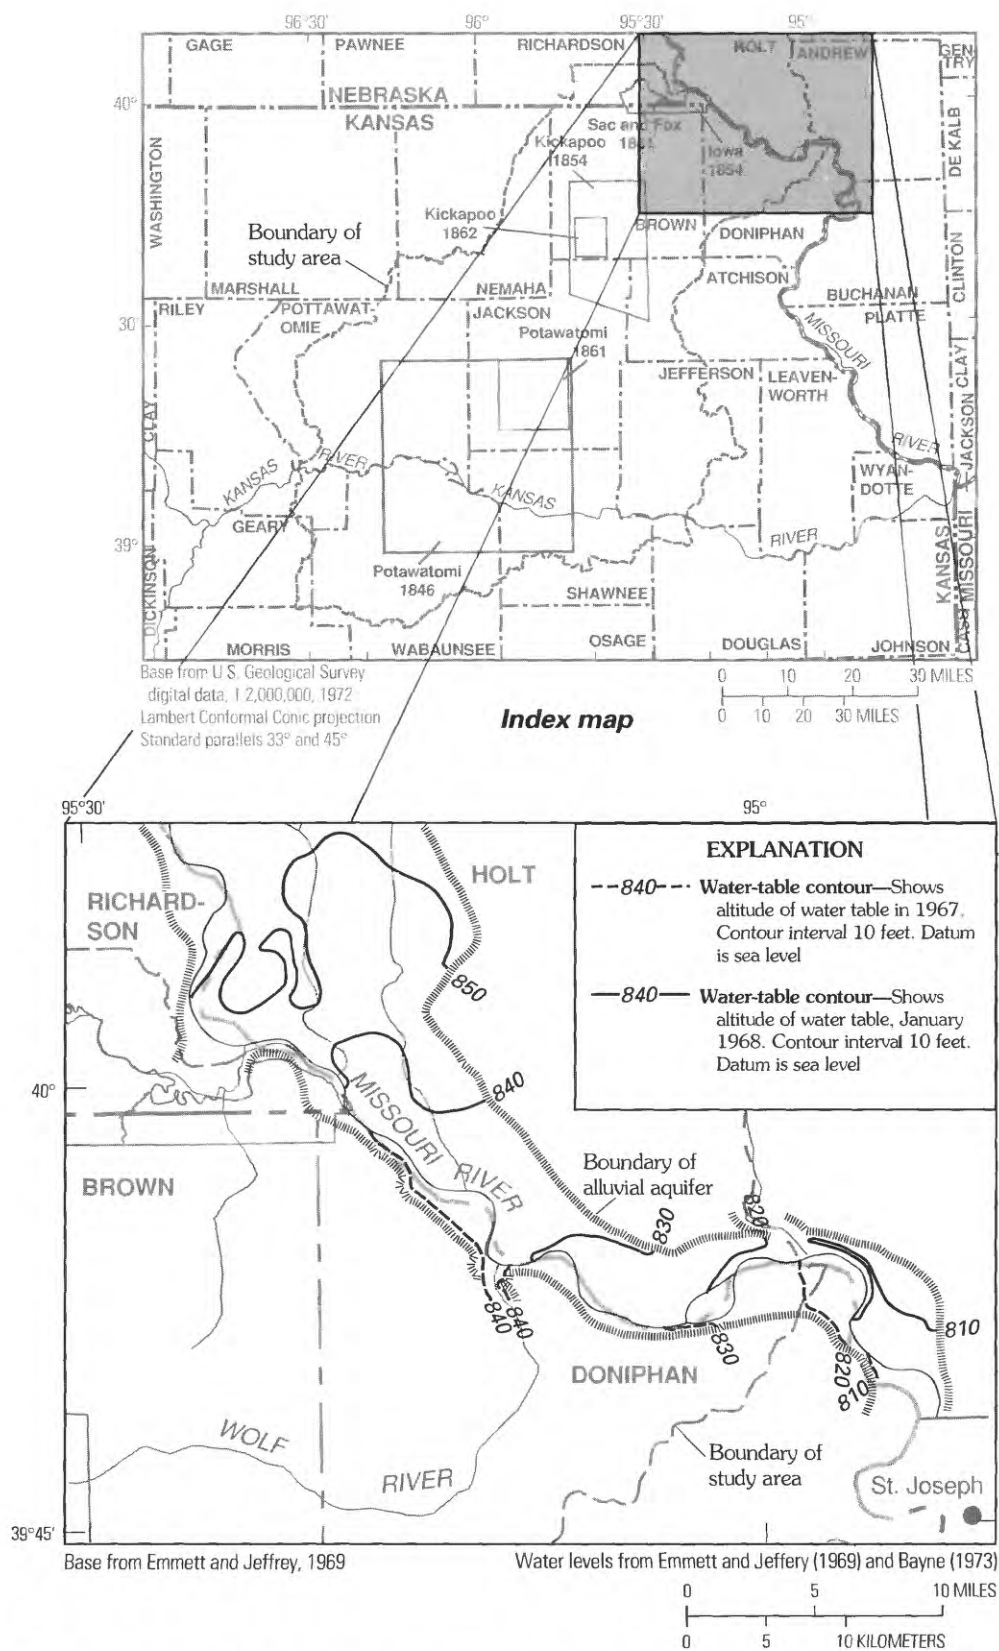 96°30'
96°
95°30'
95°
GAGE
PAWNEE
RICHARDSON
HOLT
ANDREW
GEN-
TRY
40°
NEBRASKA
KANSAS
Sac and Fox
Kickapoo
1854
Iowa
1854
DE KALB
WASHINGTON
Kickapoo
1862
Boundary of
study area
BROWN
DONIPHAN
CLINTON
MARSHALL
NEMAHA
ATCHISON
BUCHANAN
PLATTE
RILEY
POTTAWAT-
OMIE
JACKSON
30'
Potawatomi
1861
MISSOURI
JEFFERSON
LEAVEN-
WORTH
CLAY
JACKSON CLAY
RIVER
KANSAS
RIVER
KANSAS
WYAN-
DOTTE
GEARY
RIVER
39°
DICKINSON
Potawatomi
1846
KANSAS
MISSOURI
CASS
SHAWNEE
MORRIS
WABAUNSEE
OSAGE
DOUGLAS
JOHNSON
Base from U S. Geological Survey
digital data, 1 2,000,000, 1972
Lambert Conformal Conic projection
Standard parallels 33° and 45°
Index map
0 10 20 30 MILES
0 10 20 30 MILES
95°30'
95°
HOLT
RICHARD-
SON
850
840
40°
MISSOURI
RIVER
BROWN
EXPLANATION
840 Water-table contour—Shows
altitude of water table in 1967.
Contour interval 10 feet. Datum
is sea level
840 Water-table contour—Shows
altitude of water table, January
1968. Contour interval 10 feet.
Datum is sea level
Boundary of
alluvial aquifer
830
820
840
840
830
820
810
810
DONIPHAN
WOLF
RIVER
Boundary of
study area
St. Joseph
39°45'
Base from Emmett and Jeffrey, 1969
Water levels from Emmett and Jeffery (1969) and Bayne (1973)
0 5 10 MILES
0 5 10 KILOMETERS